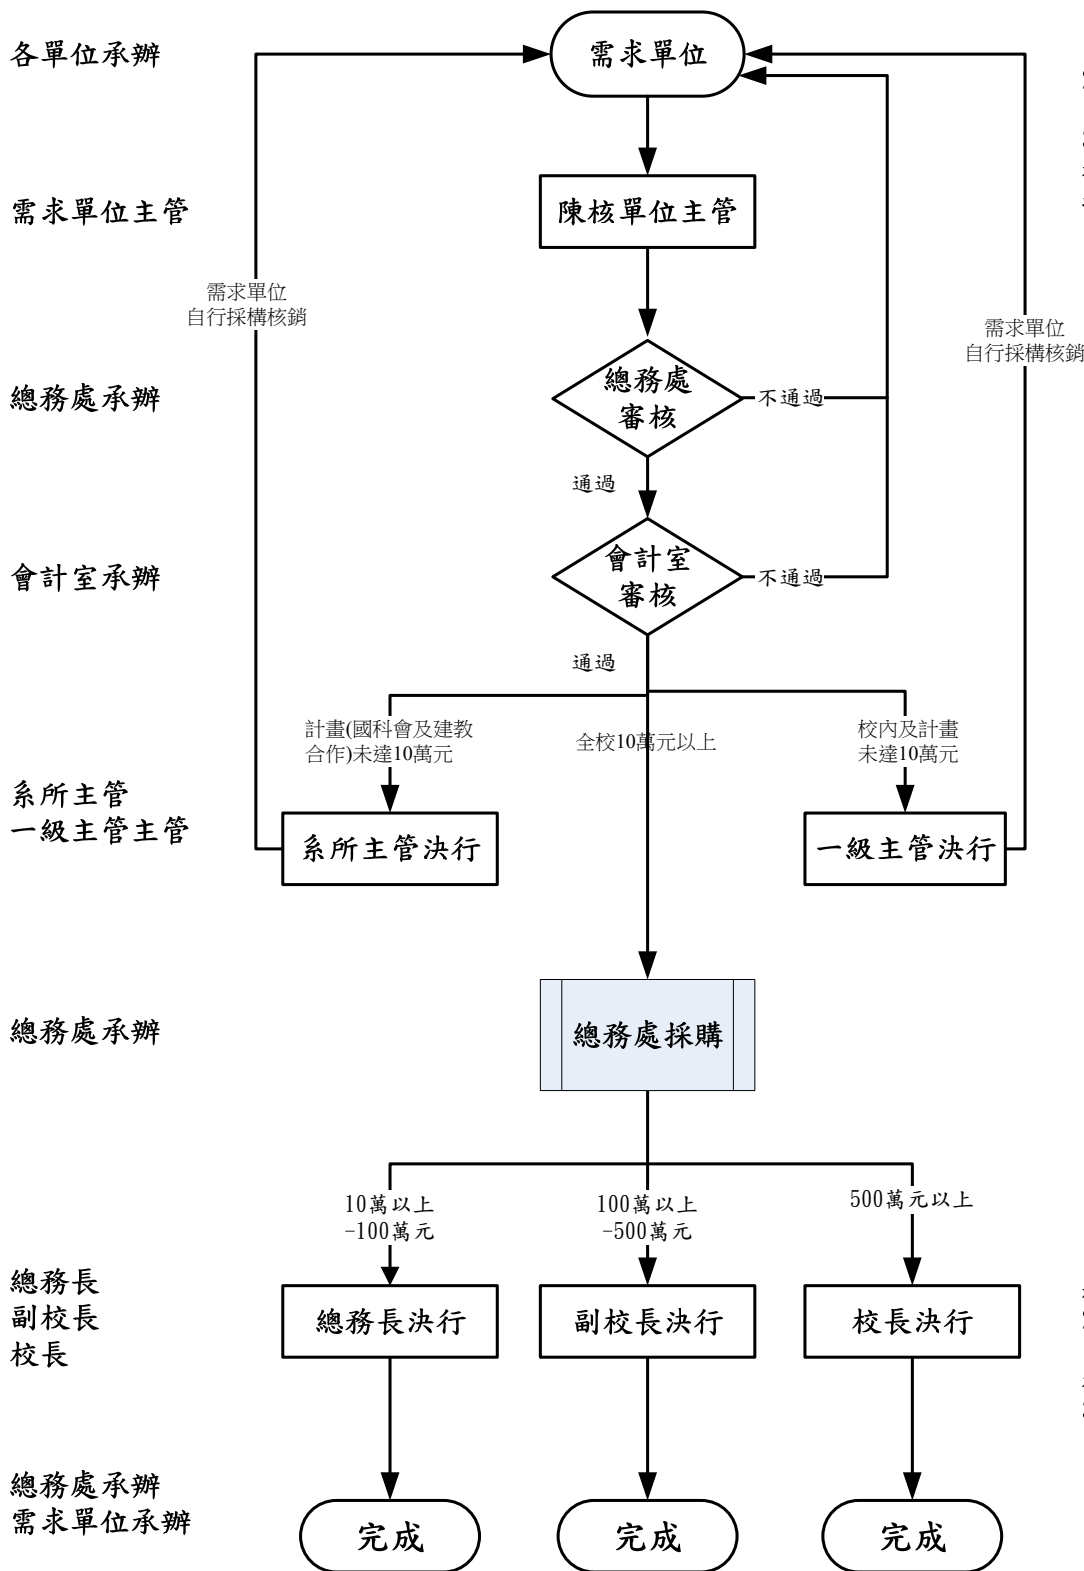 各單位承辦
需求單位
需求單位主管
陳核單位主管
需求單位
自行採構核銷
需求單位
自行採構核銷
總務處承辦
總務處
審核
不通過
通過
會計室承辦
會計室
審核
不通過
通過
計畫(國科會及建教
合作)未達10萬元
全校10萬元以上
校內及計畫
未達10萬元
系所主管
一級主管主管
系所主管決行
一級主管決行
總務處承辦
總務處採購
10萬以上
-100萬元
100萬以上
-500萬元
500萬元以上
總務長
副校長
校長
總務長決行
副校長決行
校長決行
總務處承辦
需求單位承辦
完成
完成
完成